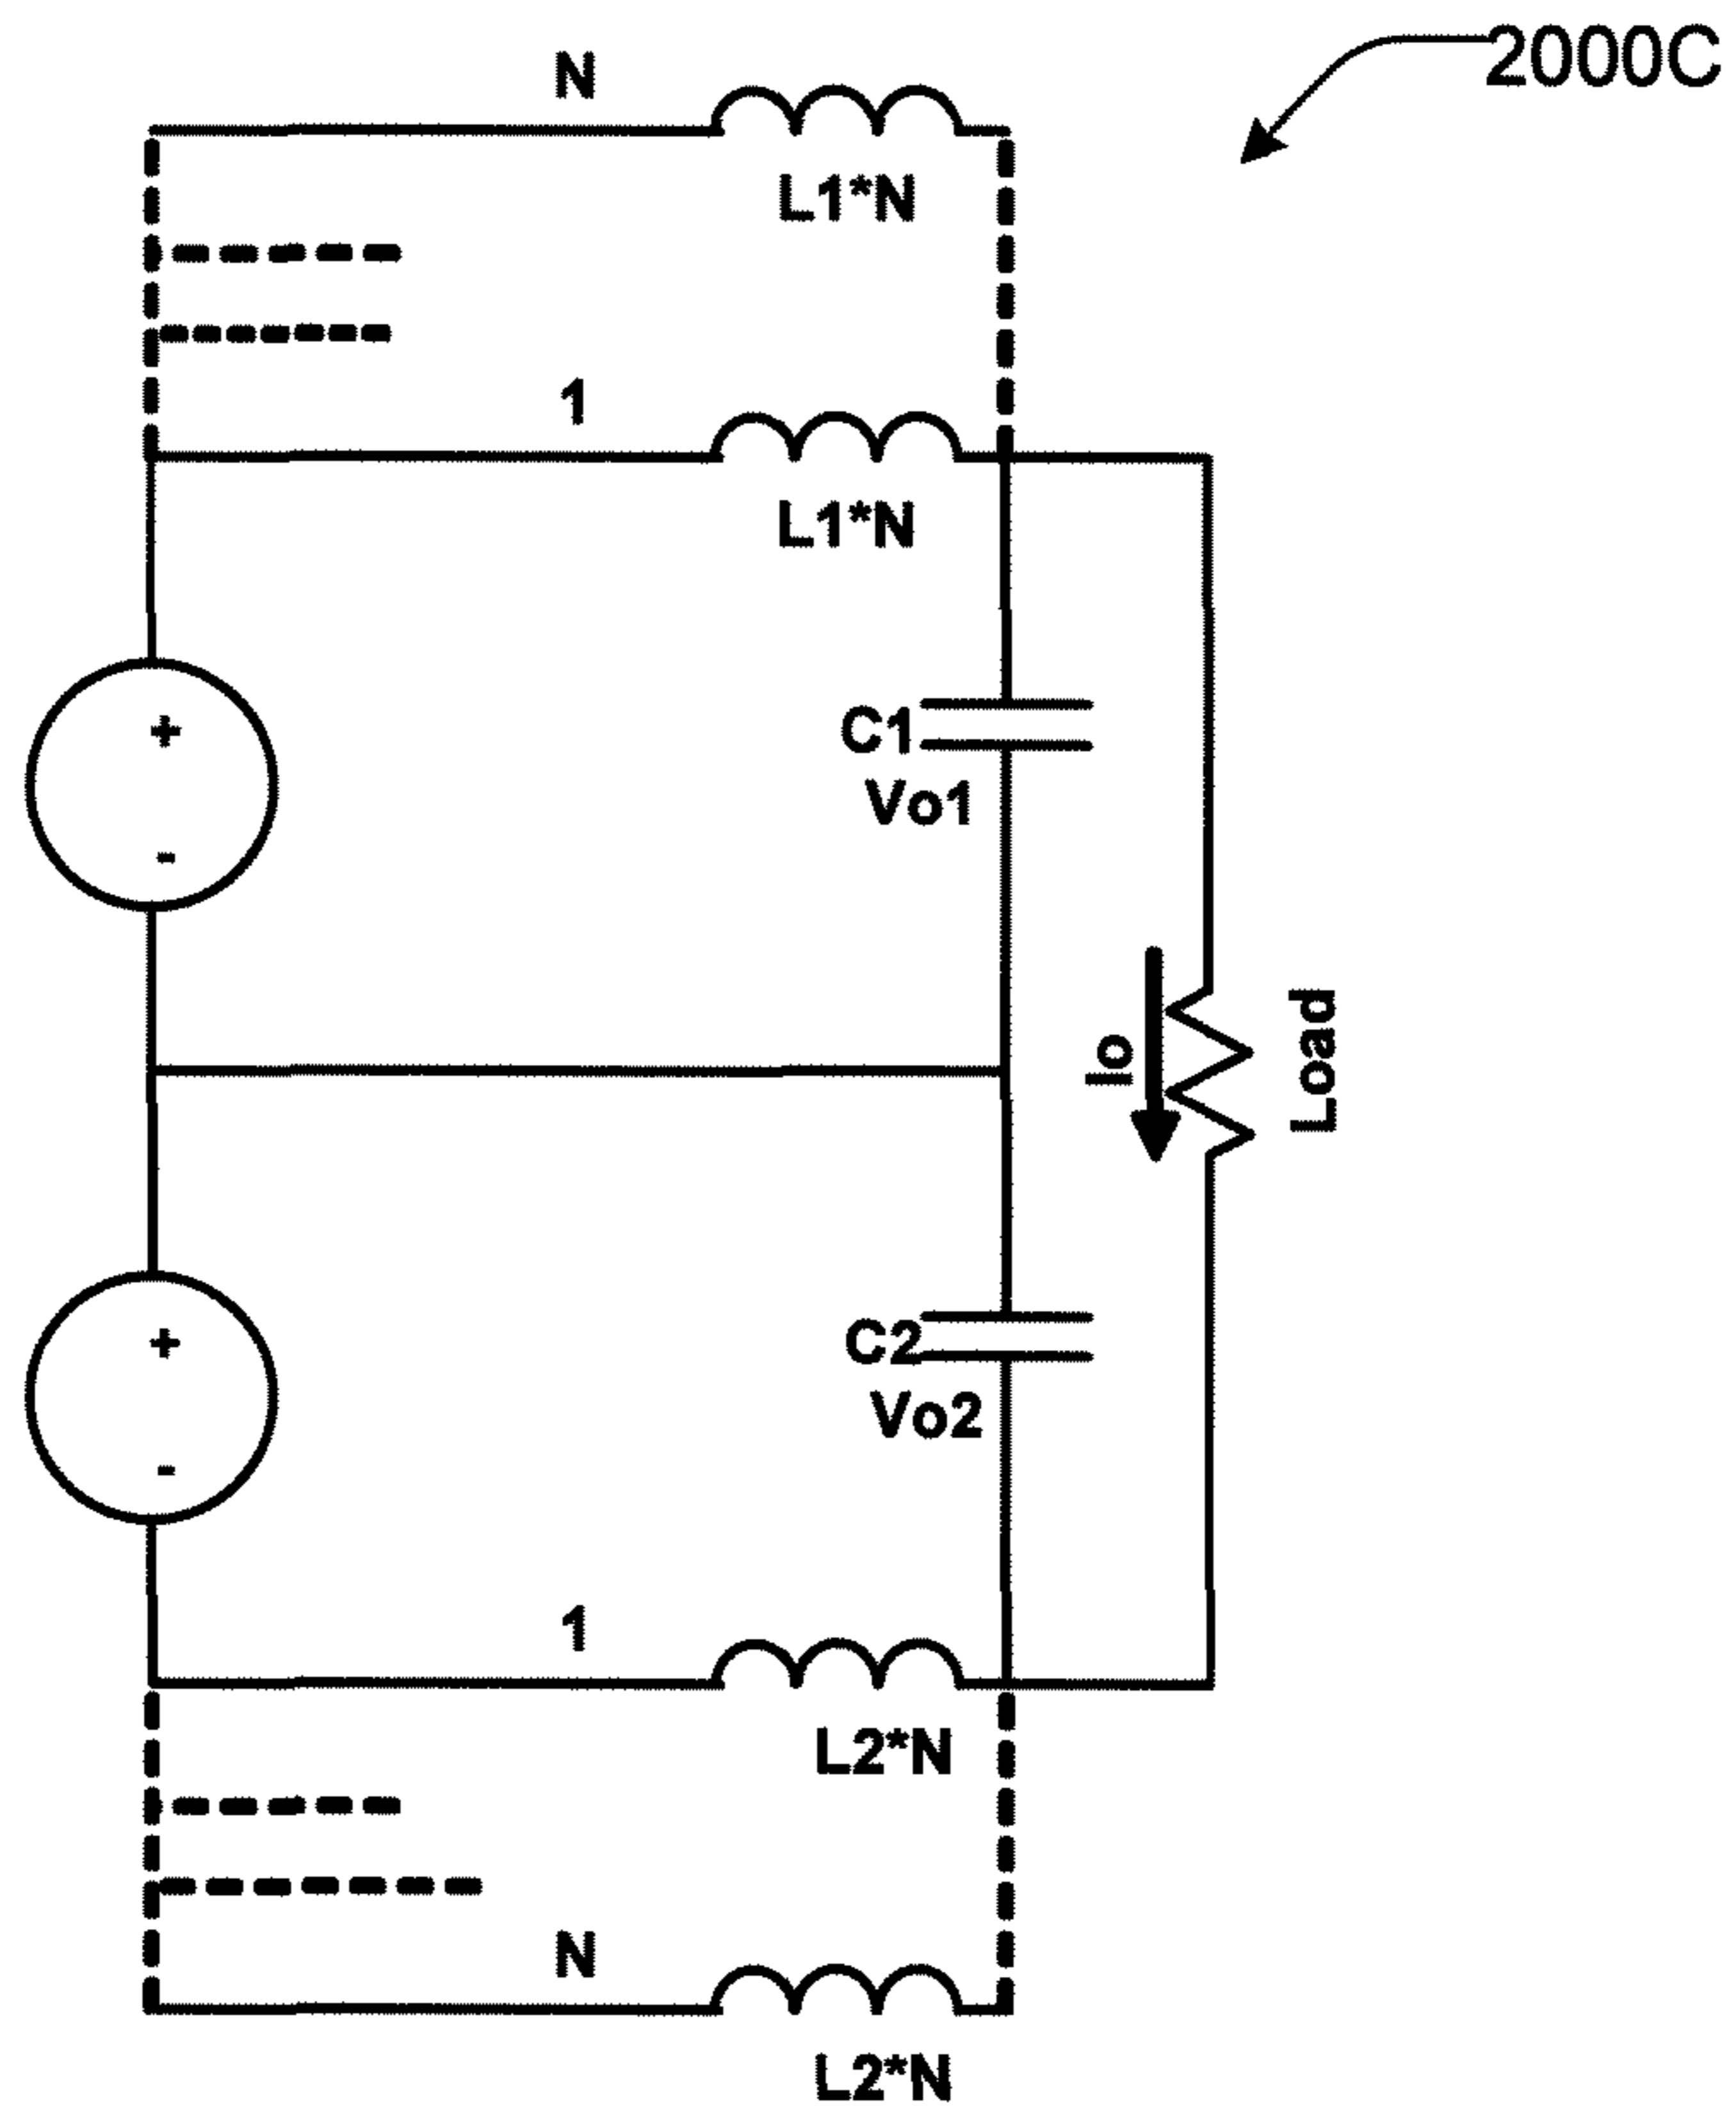 2000C
N
L1*N
1
L1*N
+
C1
Vo1
-
Io
Load
+
C2
Vo2
-
1
L2*N
N
L2*N